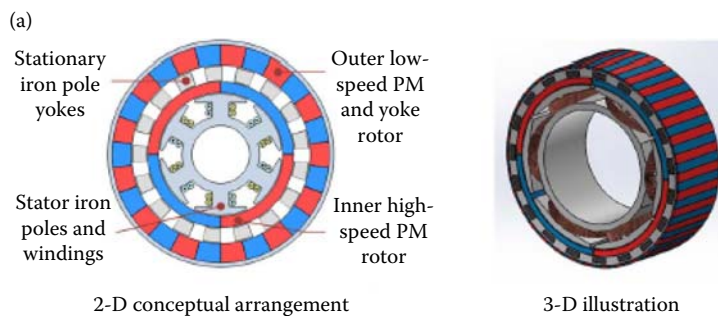 (a)
Stationary
iron pole
yokes
Outer low-
speed PM
and yoke
rotor
Stator iron
poles and
windings
Inner high-
speed PM
rotor
2-D conceptual arrangement
3-D illustration